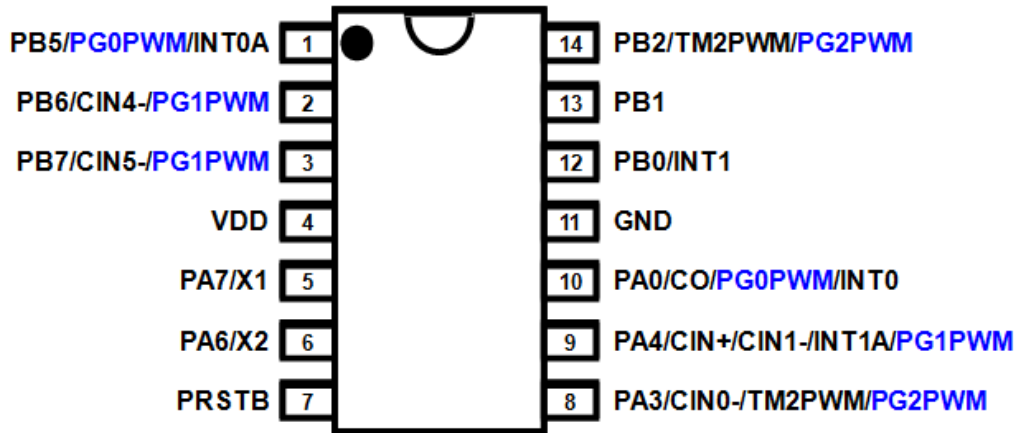 PB5/PG0PWM/INT0A 1 14 PB2/TM2PWM/PG2PWM
PB6/CIN4-/PG1PWM 2 13 PB1
PB7/CIN5-/PG1PWM 3 12 PB0/INT1
VDD 4 11 GND
PA7/X1 5 10 PA0/CO/PG0PWM/INT0
PA6/X2 6 9 PA4/CIN+/CIN1-/INT1A/PG1PWM
PRSTB 7 8 PA3/CIN0-/TM2PWM/PG2PWM